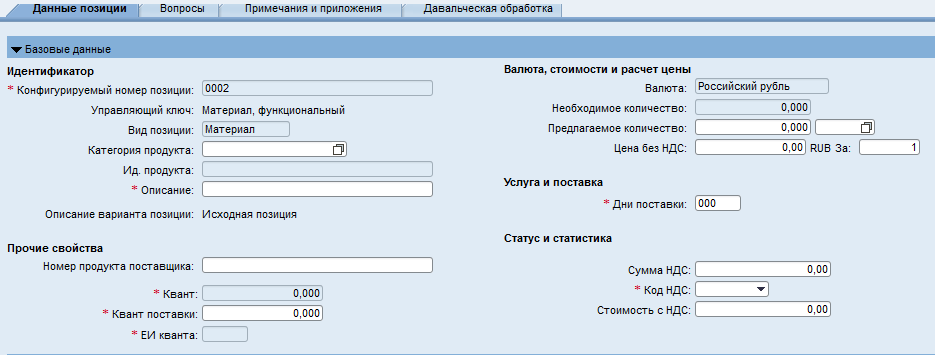 Данные позиции Вопросы Примечания и приложения Давальческая обработка
Базовые данные
Идентификатор
* Конфигурируемый номер позиции: 0002
Управляющий ключ: Материал, функциональный
Вид позиции: Материал
Категория продукта:
Ид. продукта:
* Описание:
Описание варианта позиции: Исходная позиция
Прочие свойства
Номер продукта поставщика:
* Квант: 0,000
* Квант поставки: 0,000
* ЕИ кванта:
Валюта, стоимости и расчет цены
Валюта: Российский рубль
Необходимое количество: 0,000
Предлагаемое количество: 0,000
Цена без НДС: 0,00 RUB За: 1
Услуга и поставка
* Дни поставки: 000
Статус и статистика
Сумма НДС: 0,00
* Код НДС:
Стоимость с НДС: 0,00